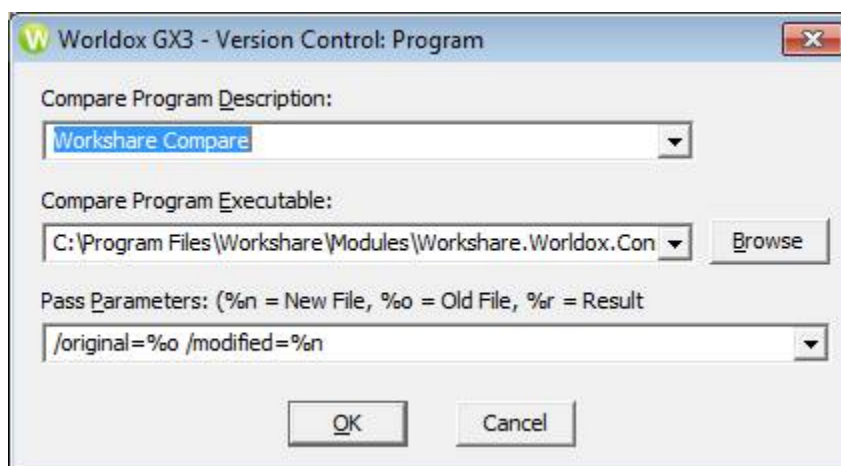 W Worldox GX3 - Version Control: Program
Compare Program Description:
Workshare Compare
Compare Program Executable:
C:\Program Files\Workshare\Modules\Workshare.Worldox.Con
Browse
Pass Parameters: (%n = New File, %o = Old File, %r = Result
/original=%o /modified=%n
OK Cancel